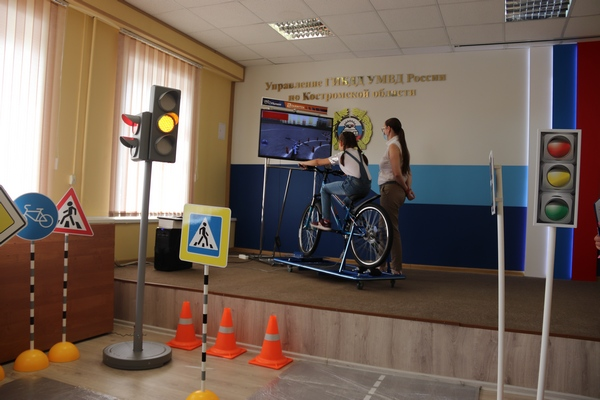 Управление ГИБДД УМВД России
по Костромской области